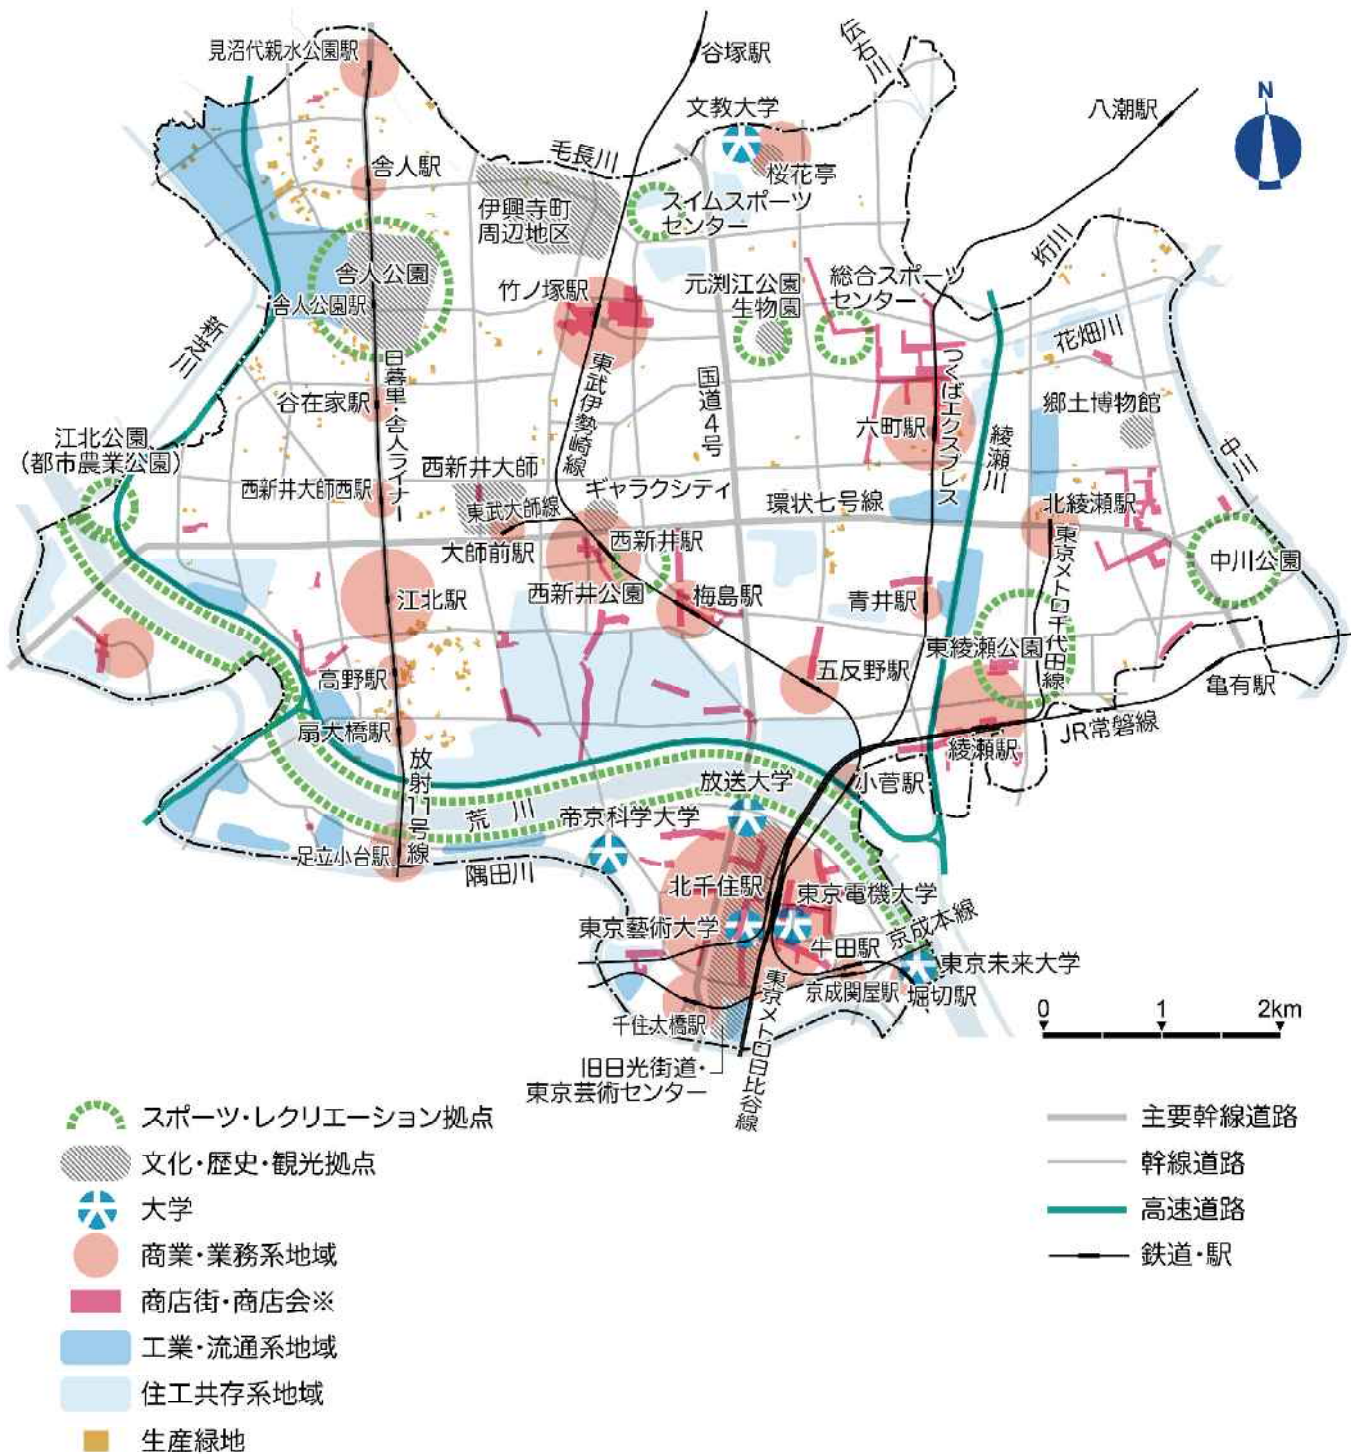 見沼代親水公園駅
谷塚駅
伝右川
文教大学
八潮駅
N
毛長川
桜花亭
舎人駅
伊興寺町
周辺地区
スイムスポーツ
センター
垳川
舎人公園
竹ノ塚駅
元渕江公園
生物園
総合スポーツ
センター
舎人公園駅
新芝川
花畑川
日暮里・舎人ライナー
東武伊勢崎線
国道4号
つくばエクスプレス
谷在家駅
六町駅
綾瀬川
郷土博物館
中川
江北公園
(都市農業公園)
西新井大師
西新井大師西駅
東武大師線
ギャラクシティ
環状七号線
北綾瀬駅
大師前駅
西新井駅
中川公園
西新井公園
梅島駅
青井駅
江北駅
東京メトロ千代田線
東綾瀬公園
高野駅
五反野駅
亀有駅
扇大橋駅
JR常磐線
綾瀬駅
放射11号線
荒川
放送大学
小菅駅
帝京科学大学
足立小台駅
隅田川
北千住駅
東京電機大学
東京藝術大学
牛田駅
京成本線
東京未来大学
京成関屋駅
堀切駅
千住大橋駅
東京メトロ日比谷線
旧日光街道・
東京芸術センター
0 1 2km
スポーツ・レクリエーション拠点
文化・歴史・観光拠点
大学
商業・業務系地域
商店街・商店会※
工業・流通系地域
住工共存系地域
生産緑地
主要幹線道路
幹線道路
高速道路
鉄道・駅